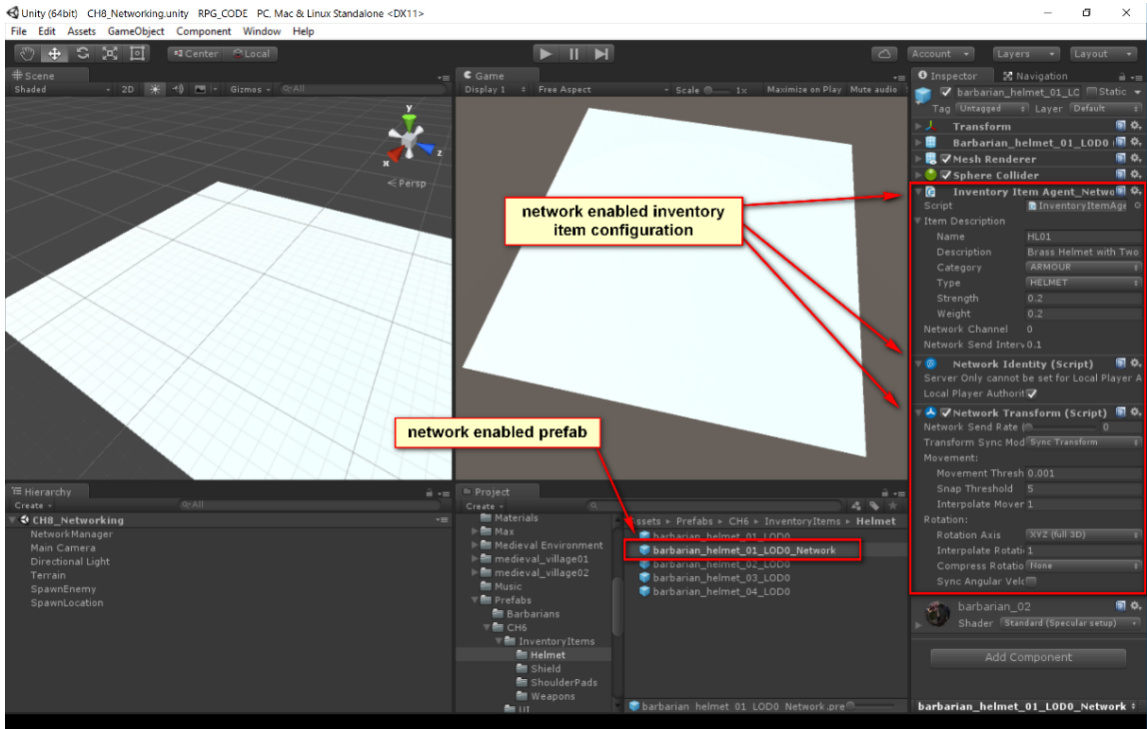 Unity (64bit) CH8_Networking.unity RPG_CODE PC, Mac & Linux Standalone <DX11>
File Edit Assets GameObject Component Window Help
Center Local Account Layers Layout
Scene
Shaded 2D Gizmos All
y
x
z
Persp
Game
Display 1 Free Aspect Scale 1x Maximize on Play Mute audio
network enabled inventory
item configuration
network enabled prefab
Inspector Navigation
barbarian_helmet_01_LC Static
Tag Untagged Layer Default
Transform
Barbarian_helmet_01_LOD0
Mesh Renderer
Sphere Collider
Inventory Item Agent_Netwo
Script InventoryItemAge
Item Description
Name HL01
Description Brass Helmet with Two
Category ARMOUR
Type HELMET
Strength 0.2
Weight 0.2
Network Channel 0
Network Send Interv 0.1
Network Identity (Script)
Server Only cannot be set for Local Player A
Local Player Authorit
Network Transform (Script)
Network Send Rate ( 0
Transform Sync Mod Sync Transform
Movement:
Movement Thresh 0.001
Snap Threshold 5
Interpolate Mover 1
Rotation:
Rotation Axis XYZ (full 3D)
Interpolate Rotati 1
Compress Rotatio None
Sync Angular Velc
barbarian_02
Shader Standard (Specular setup)
Add Component
barbarian_helmet_01_LOD0_Network
Hierarchy
Create All
CH8_Networking
NetworkManager
Main Camera
Directional Light
Terrain
SpawnEnemy
SpawnLocation
Project
Create
Materials
Max
Medieval Environment
medieval_village01
medieval_village02
Music
Prefabs
Barbarians
CH6
InventoryItems
Helmet
Shield
ShoulderPads
Weapons
UI
Assets Prefabs CH6 InventoryItems Helmet
barbarian_helmet_01_LOD0
barbarian_helmet_01_LOD0_Network
barbarian_helmet_02_LOD0
barbarian_helmet_03_LOD0
barbarian_helmet_04_LOD0
barbarian_helmet_01_LOD0_Network.pre